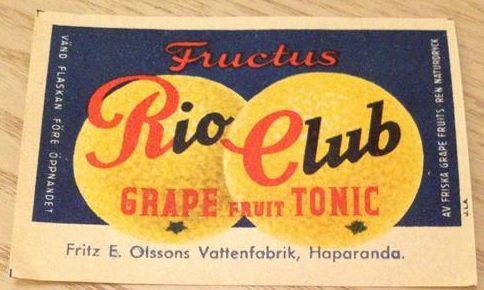 Fructus
Rio Club
GRAPE FRUIT TONIC
Fritz E. Olssons Vattenfabrik, Haparanda.
VÄND FLASKAN FÖRE ÖPPNANDET
AV FRISKA GRAPE FRUITS. REN NATURDRYCK